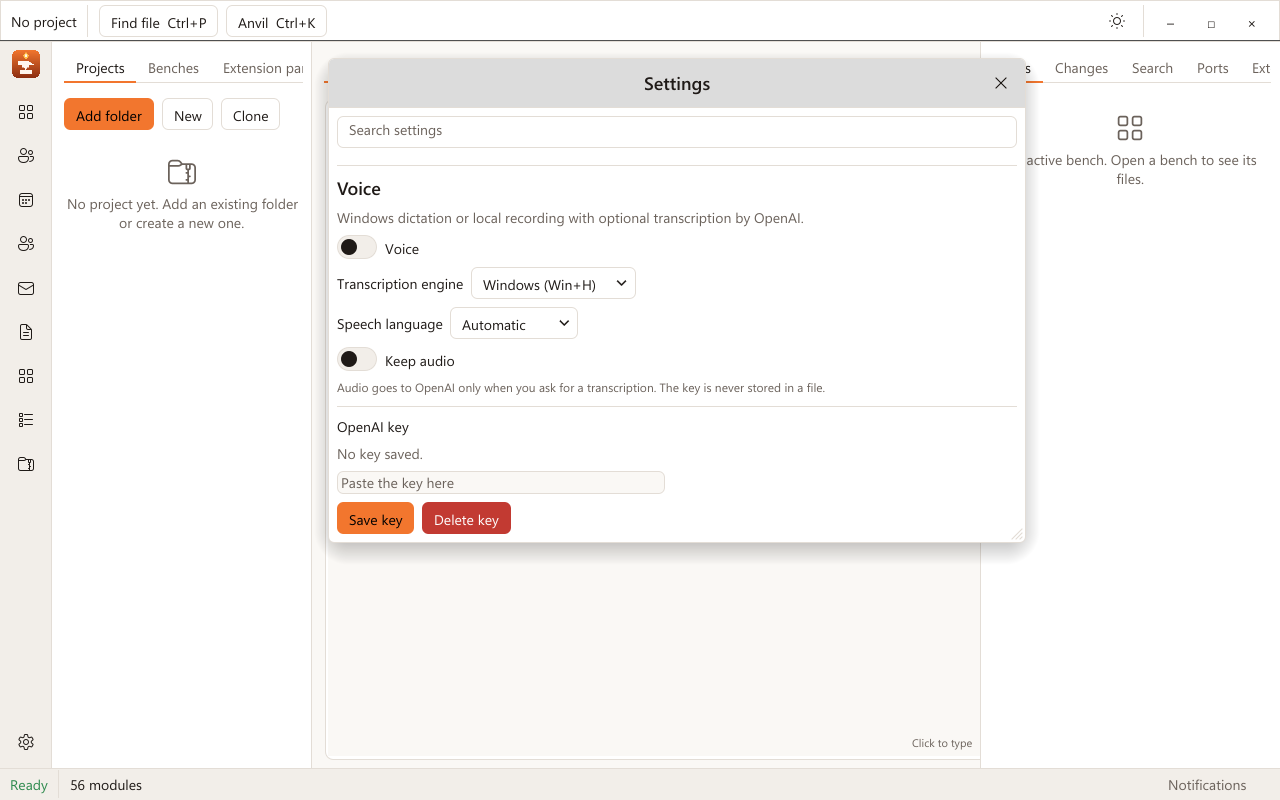 No project
Find file Ctrl+P
Anvil Ctrl+K
Projects
Benches
Extension par
Changes
Search
Ports
Ext
Add folder
New
Clone
No project yet. Add an existing folder
or create a new one.
Settings
Search settings
Voice
Windows dictation or local recording with optional transcription by OpenAI.
Voice
Transcription engine
Windows (Win+H)
Speech language
Automatic
Keep audio
Audio goes to OpenAI only when you ask for a transcription. The key is never stored in a file.
OpenAI key
No key saved.
Paste the key here
Save key
Delete key
active bench. Open a bench to see its
files.
Click to type
Ready
56 modules
Notifications